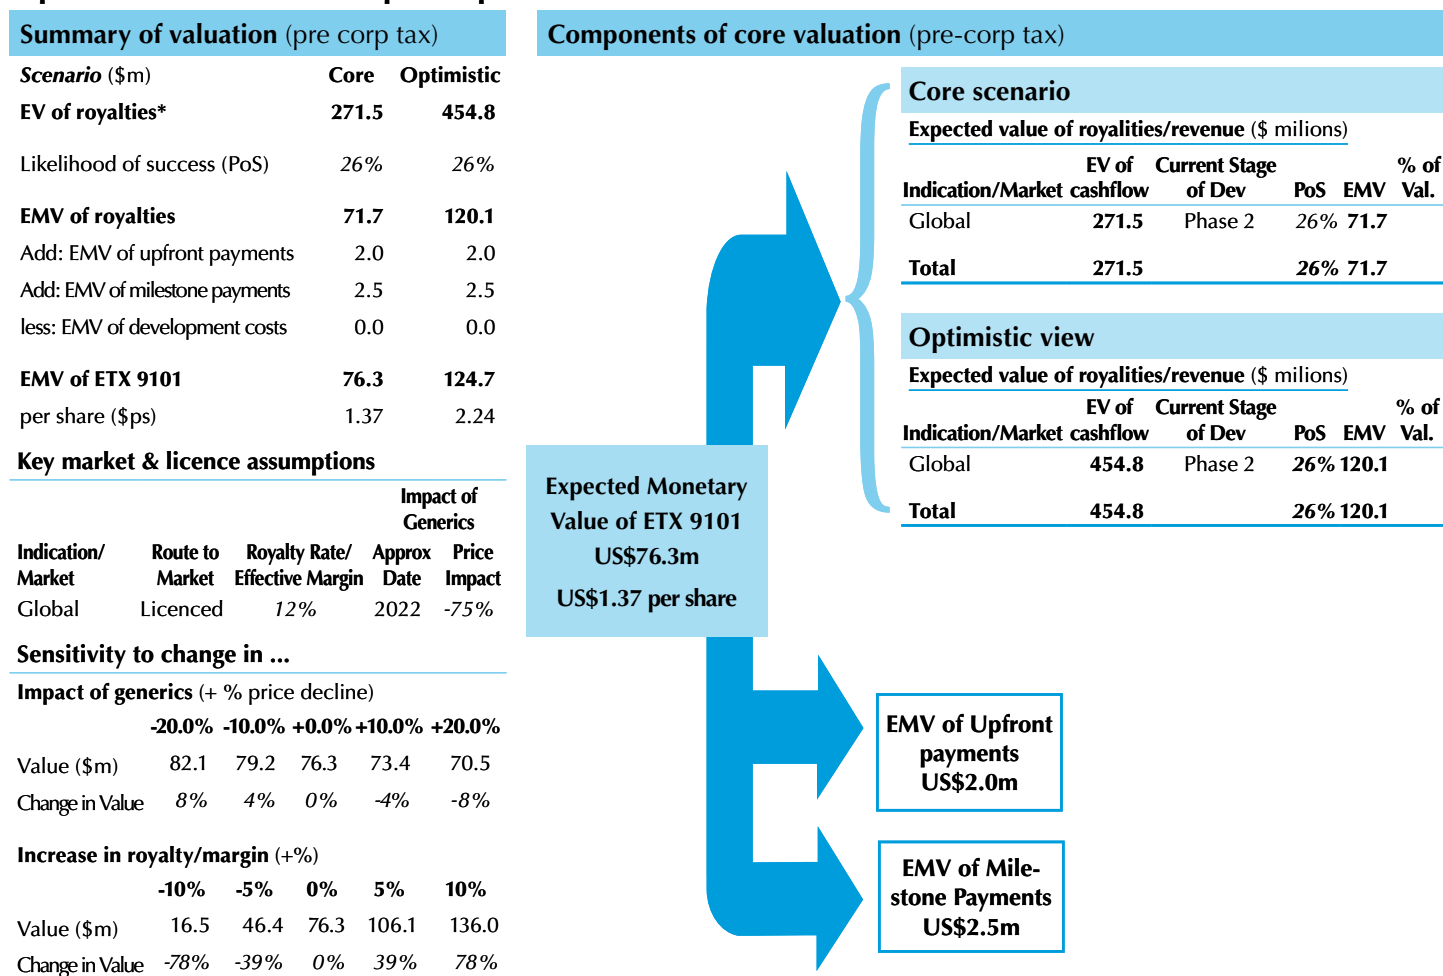 Summary of valuation (pre corp tax)
Scenario ($m) Core Optimistic
EV of royalties* 271.5 454.8
Likelihood of success (PoS) 26% 26%
EMV of royalties 71.7 120.1
Add: EMV of upfront payments 2.0 2.0
Add: EMV of milestone payments 2.5 2.5
less: EMV of development costs 0.0 0.0
EMV of ETX 9101 76.3 124.7
per share ($ps) 1.37 2.24
Key market & licence assumptions
Impact of
Generics
Indication/ Route to Royalty Rate/ Approx Price
Market Market Effective Margin Date Impact
Global Licenced 12% 2022 -75%
Sensitivity to change in ...
Impact of generics (+ % price decline)
-20.0% -10.0% +0.0% +10.0% +20.0%
Value ($m) 82.1 79.2 76.3 73.4 70.5
Change in Value 8% 4% 0% -4% -8%
Increase in royalty/margin (+%)
-10% -5% 0% 5% 10%
Value ($m) 16.5 46.4 76.3 106.1 136.0
Change in Value -78% -39% 0% 39% 78%
Components of core valuation (pre-corp tax)
Expected Monetary
Value of ETX 9101
US$76.3m
US$1.37 per share
Core scenario
Expected value of royalities/revenue ($ milions)
EV of Current Stage % of
Indication/Market cashflow of Dev PoS EMV Val.
Global 271.5 Phase 2 26% 71.7
Total 271.5 26% 71.7
Optimistic view
Expected value of royalities/revenue ($ milions)
EV of Current Stage % of
Indication/Market cashflow of Dev PoS EMV Val.
Global 454.8 Phase 2 26% 120.1
Total 454.8 26% 120.1
EMV of Upfront
payments
US$2.0m
EMV of Mile-
stone Payments
US$2.5m